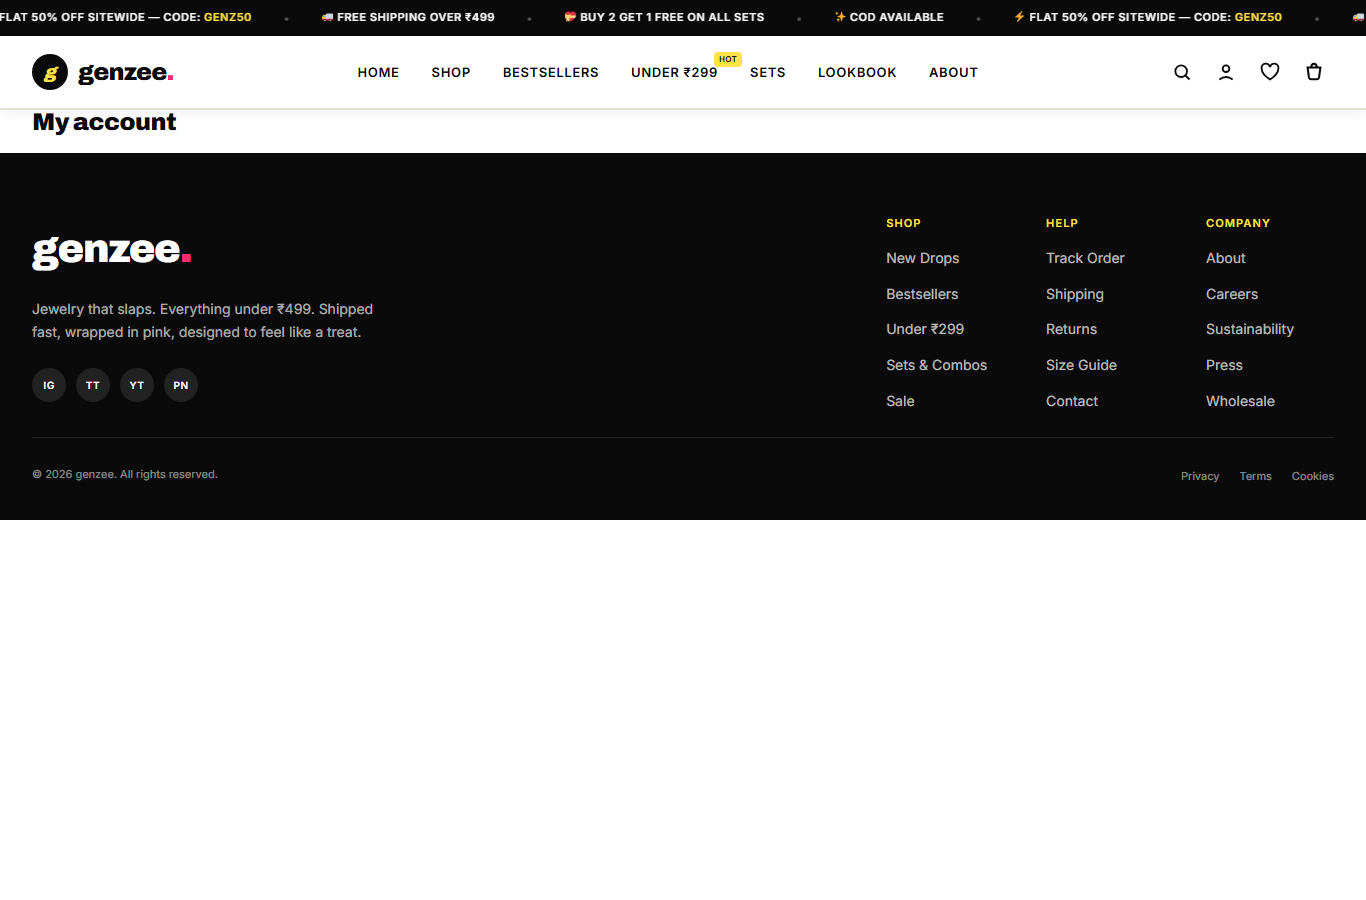 FLAT 50% OFF SITEWIDE — CODE: GENZ50 • 🚚 FREE SHIPPING OVER ₹499 • 💝 BUY 2 GET 1 FREE ON ALL SETS • ✨ COD AVAILABLE • ⚡ FLAT 50% OFF SITEWIDE — CODE: GENZ50 • 🚚
g genzee. HOME SHOP BESTSELLERS UNDER ₹299 HOT SETS LOOKBOOK ABOUT
My account
genzee.
Jewelry that slaps. Everything under ₹499. Shipped
fast, wrapped in pink, designed to feel like a treat.
IG TT YT PN
SHOP
New Drops
Bestsellers
Under ₹299
Sets & Combos
Sale
HELP
Track Order
Shipping
Returns
Size Guide
Contact
COMPANY
About
Careers
Sustainability
Press
Wholesale
© 2026 genzee. All rights reserved.
Privacy Terms Cookies